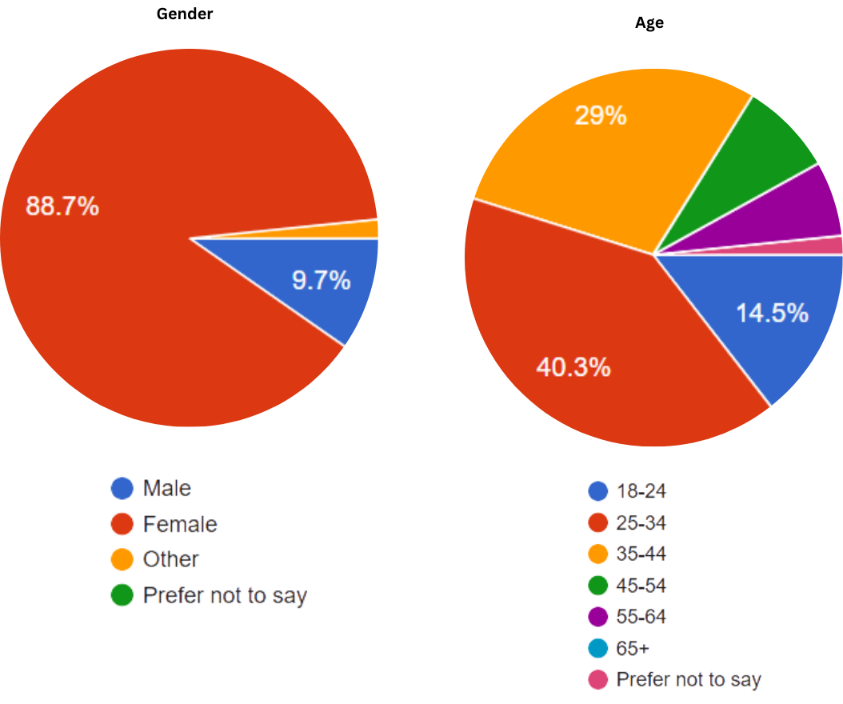 Gender
88.7%
9.7%
Male
Female
Other
Prefer not to say
Age
29%
40.3%
14.5%
18-24
25-34
35-44
45-54
55-64
65+
Prefer not to say